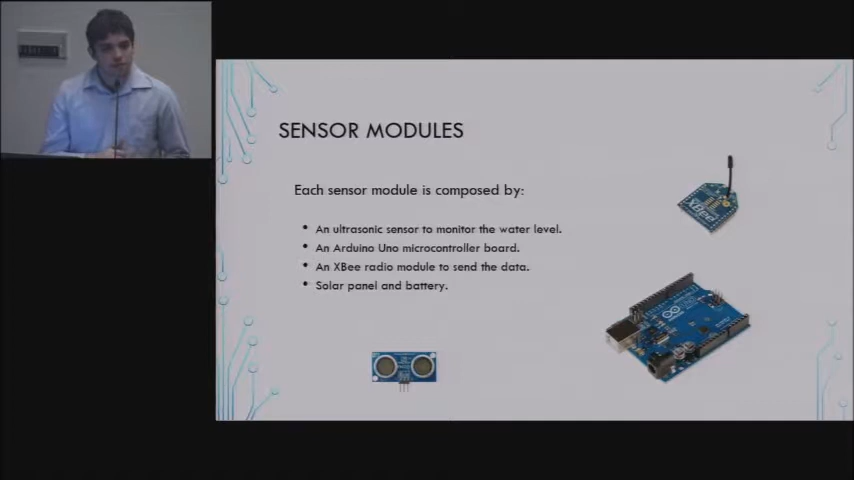 SENSOR MODULES
Each sensor module is composed by:
• An ultrasonic sensor to monitor the water level.
• An Arduino Uno microcontroller board.
• An XBee radio module to send the data.
• Solar panel and battery.
XBee